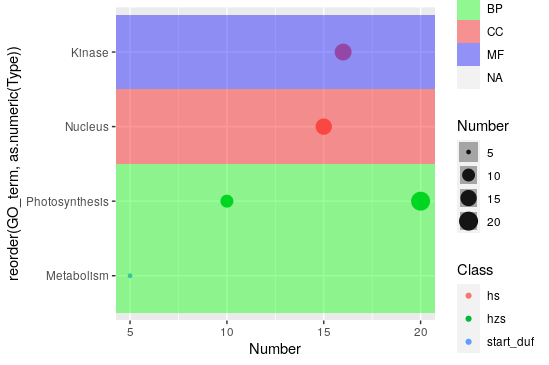 reorder(GO_term, as.numeric(Type))
Kinase
Nucleus
_Photosynthesis
Metabolism
5 10 15 20
Number
BP
CC
MF
NA
Number
5
10
15
20
Class
hs
hzs
start_duf